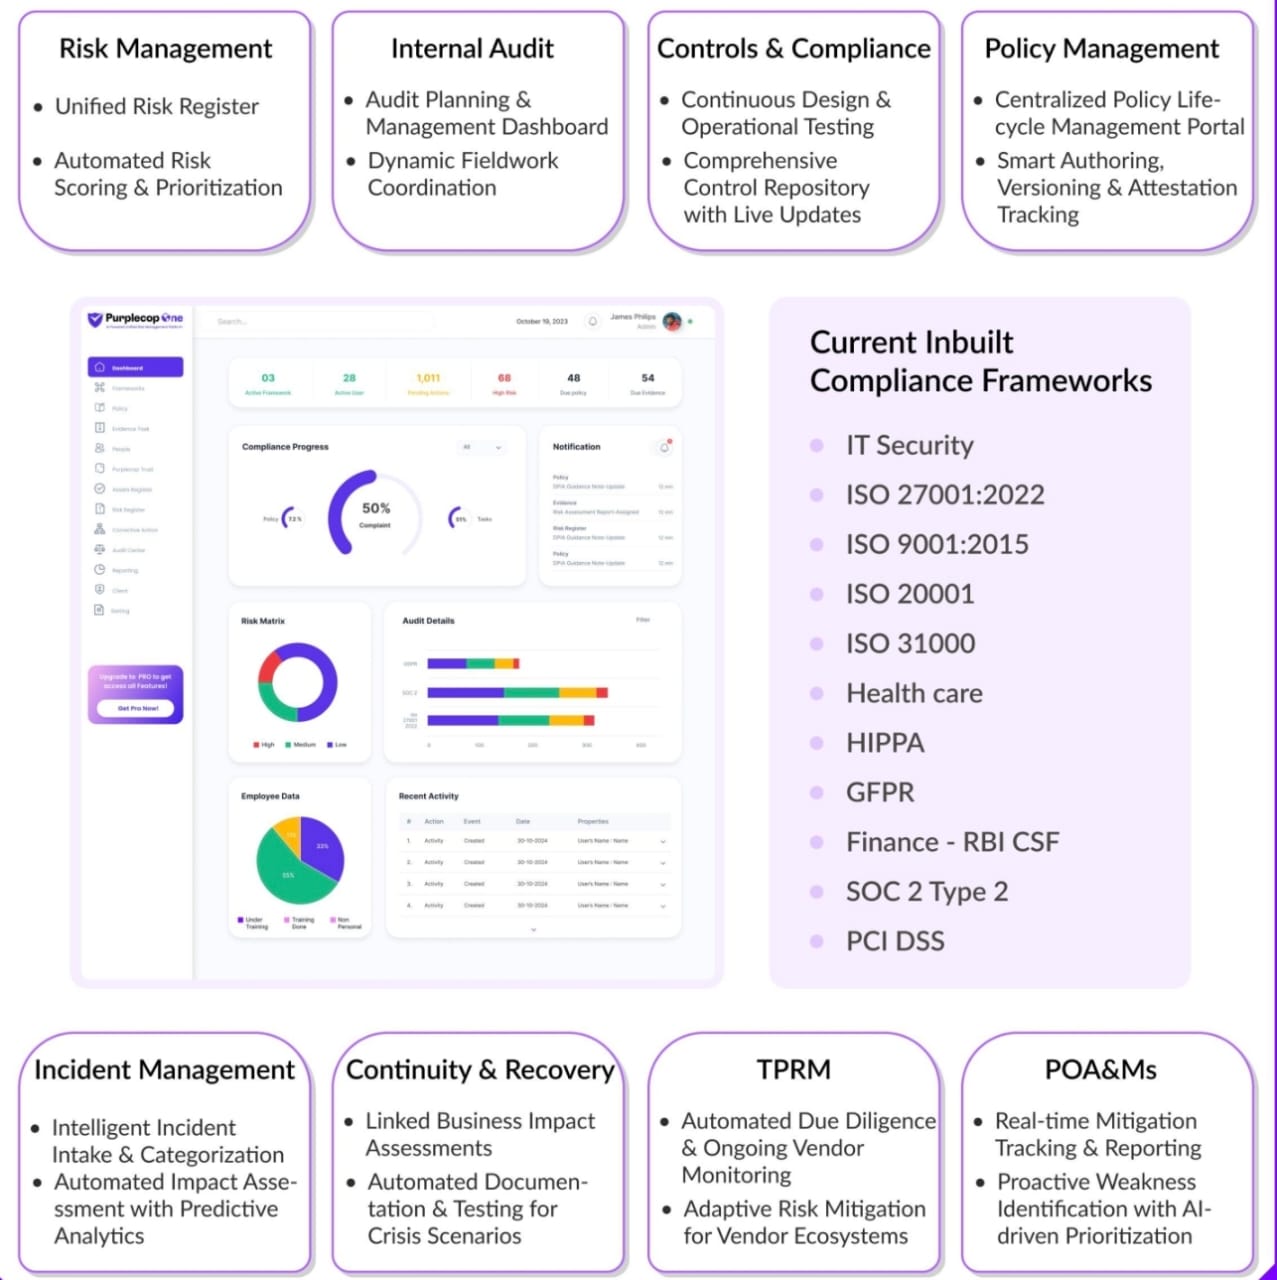 Risk Management
Unified Risk Register
Automated Risk
Scoring & Prioritization
Internal Audit
Audit Planning &
Management Dashboard
Dynamic Fieldwork
Coordination
Controls & Compliance
Continuous Design &
Operational Testing
Comprehensive
Control Repository
with Live Updates
Policy Management
Centralized Policy Life-
cycle Management Portal
Smart Authoring,
Versioning & Attestation
Tracking
Purplecop One
Search...
October 19, 2023
James Philips
Admin
Dashboard
Frameworks
Policy
Evidence Task
People
Purplecop Trust
Assets Register
Risk Register
Corrective Action
Audit Center
Reporting
Client
Setting
Upgrade to PRO to get
access all Features!
Get Pro Now!
03
Active Framework
28
Active User
1,011
Pending Actions
68
High Risk
48
Due policy
54
Due Evidence
Compliance Progress
All
Policy
72%
50%
Complaint
51%
Tasks
Notification
Policy
DPIA Guidance Note-Update 12 min
Evidence
Risk Assessment Report-Assigned 12 min
Risk Register
DPIA Guidance Note-Update 12 min
Policy
DPIA Guidance Note-Update 12 min
Risk Matrix
High Medium Low
Audit Details
Filter
GDPR
SOC 2
ISO
27001
2022
0 100 200 300 400
Employee Data
33%
55%
Under
Training
Training
Done
Non
Personal
Recent Activity
# Action Event Date Properties
1. Activity Created 30-10-2024 User's Name : Name
2. Activity Created 30-10-2024 User's Name : Name
3. Activity Created 30-10-2024 User's Name : Name
4. Activity Created 30-10-2024 User's Name : Name
Current Inbuilt
Compliance Frameworks
IT Security
ISO 27001:2022
ISO 9001:2015
ISO 20001
ISO 31000
Health care
HIPPA
GFPR
Finance - RBI CSF
SOC 2 Type 2
PCI DSS
Incident Management
Intelligent Incident
Intake & Categorization
Automated Impact Asse-
ssment with Predictive
Analytics
Continuity & Recovery
Linked Business Impact
Assessments
Automated Documen-
tation & Testing for
Crisis Scenarios
TPRM
Automated Due Diligence
& Ongoing Vendor
Monitoring
Adaptive Risk Mitigation
for Vendor Ecosystems
POA&Ms
Real-time Mitigation
Tracking & Reporting
Proactive Weakness
Identification with AI-
driven Prioritization